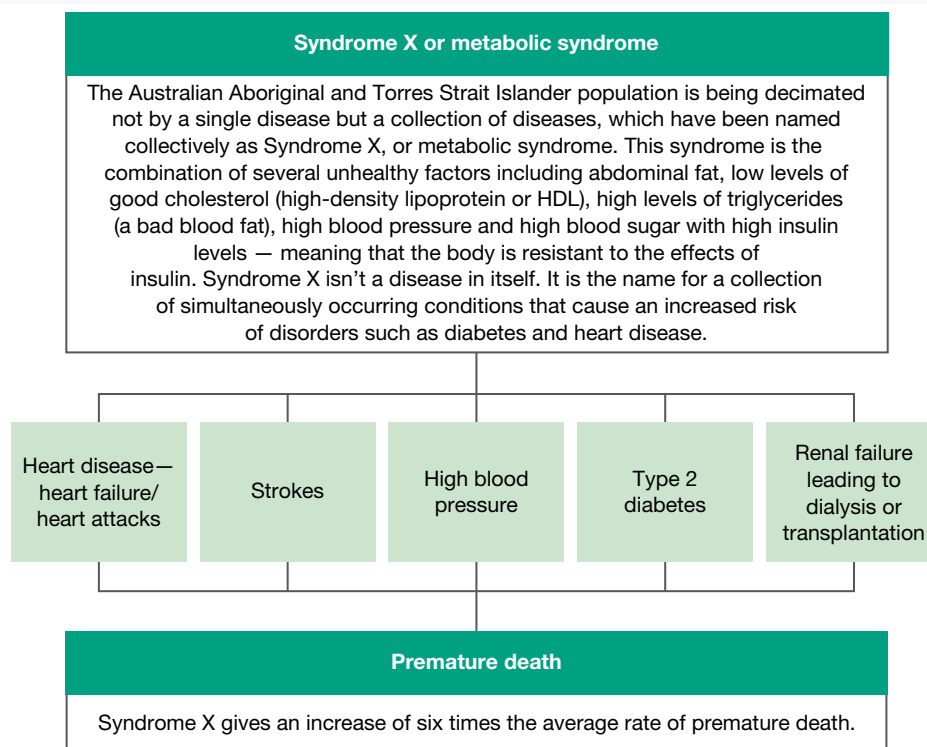 Syndrome X or metabolic syndrome
The Australian Aboriginal and Torres Strait Islander population is being decimated
not by a single disease but a collection of diseases, which have been named
collectively as Syndrome X, or metabolic syndrome. This syndrome is the
combination of several unhealthy factors including abdominal fat, low levels of
good cholesterol (high-density lipoprotein or HDL), high levels of triglycerides
(a bad blood fat), high blood pressure and high blood sugar with high insulin
levels — meaning that the body is resistant to the effects of
insulin. Syndrome X isn't a disease in itself. It is the name for a collection
of simultaneously occurring conditions that cause an increased risk
of disorders such as diabetes and heart disease.
Heart disease—
heart failure/
heart attacks
Strokes
High blood
pressure
Type 2
diabetes
Renal failure
leading to
dialysis or
transplantation
Premature death
Syndrome X gives an increase of six times the average rate of premature death.